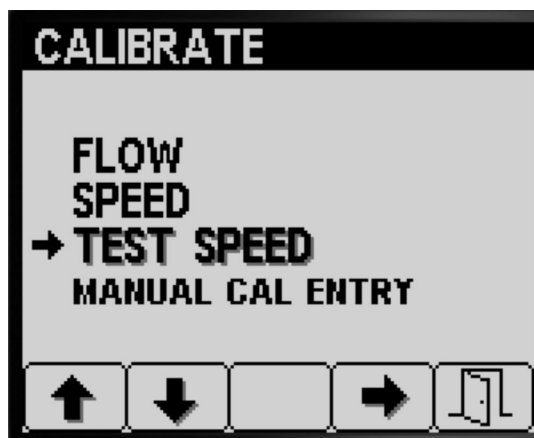 CALIBRATE
FLOW
SPEED
TEST SPEED
MANUAL CAL ENTRY